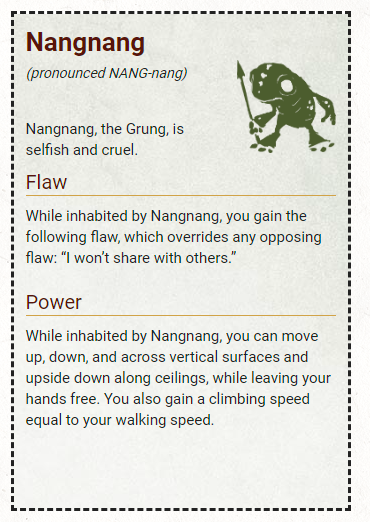 Nangnang
(pronounced NANG-nang)
Nangnang, the Grung, is
selfish and cruel.
Flaw
While inhabited by Nangnang, you gain the
following flaw, which overrides any opposing
flaw: “I won’t share with others.”
Power
While inhabited by Nangnang, you can move
up, down, and across vertical surfaces and
upside down along ceilings, while leaving your
hands free. You also gain a climbing speed
equal to your walking speed.